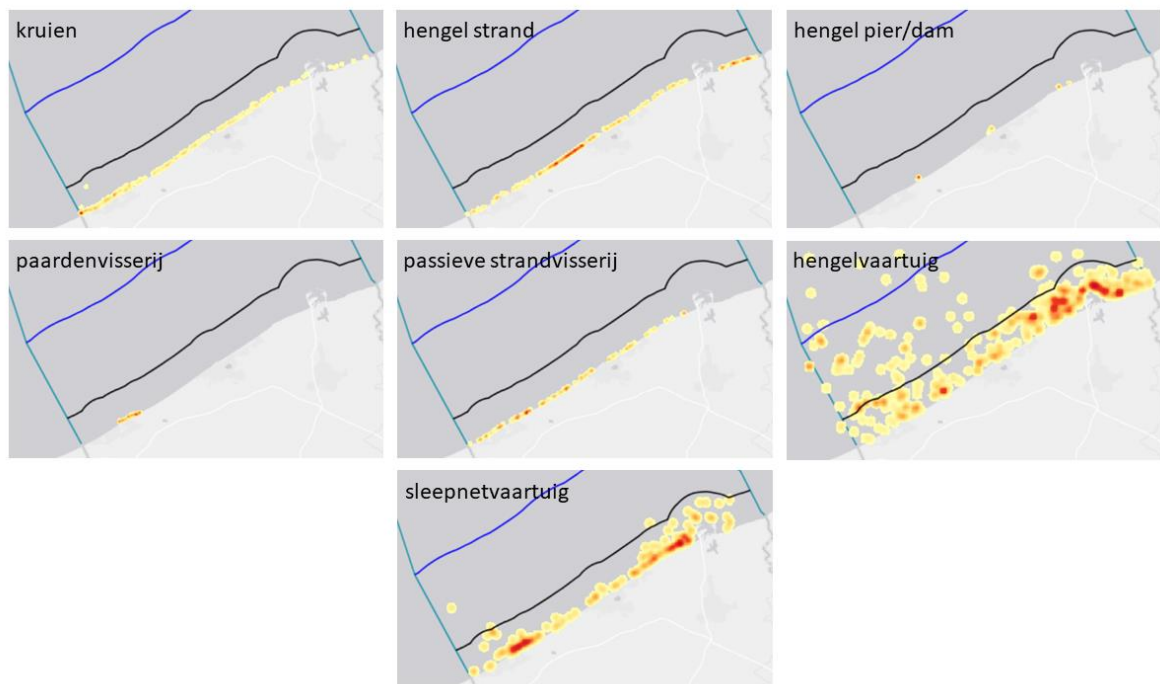 kruien
hengel strand
hengel pier/dam
paardenvisserij
passieve strandvisserij
hengelvaartuig
sleepnetvaartuig